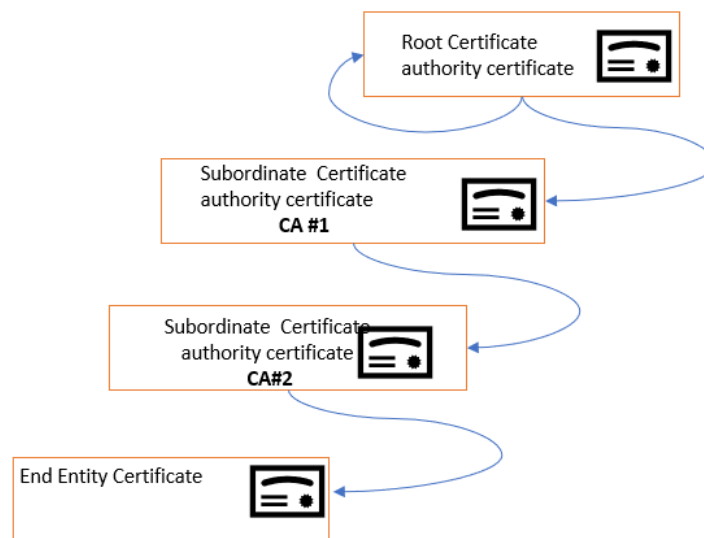 Root Certificate
authority certificate
Subordinate  Certificate
authority certificate
CA #1
Subordinate  Certificate
authority certificate
CA#2
End Entity Certificate